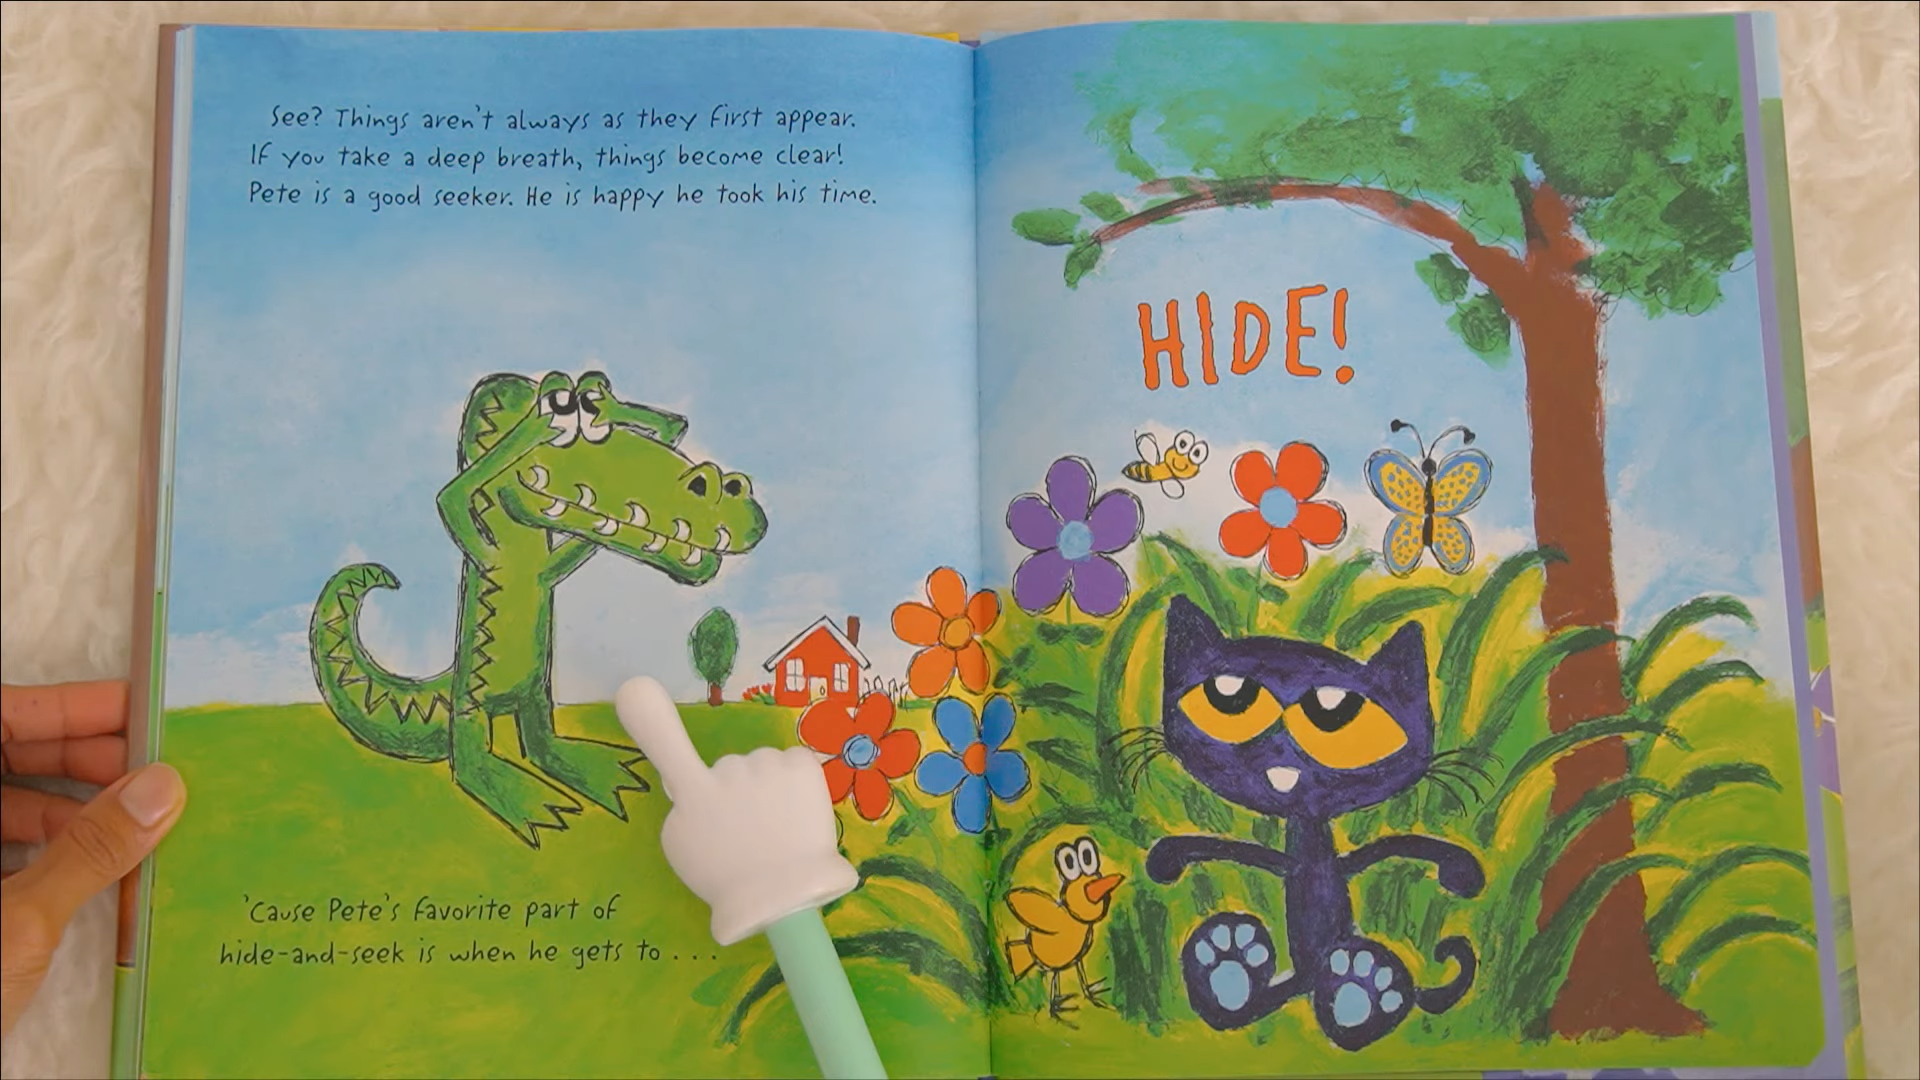 See? Things aren't always as they first appear.
If you take a deep breath, things become clear!
Pete is a good seeker. He is happy he took his time.
'Cause Pete's favorite part of
hide-and-seek is when he gets to . . .
HIDE!